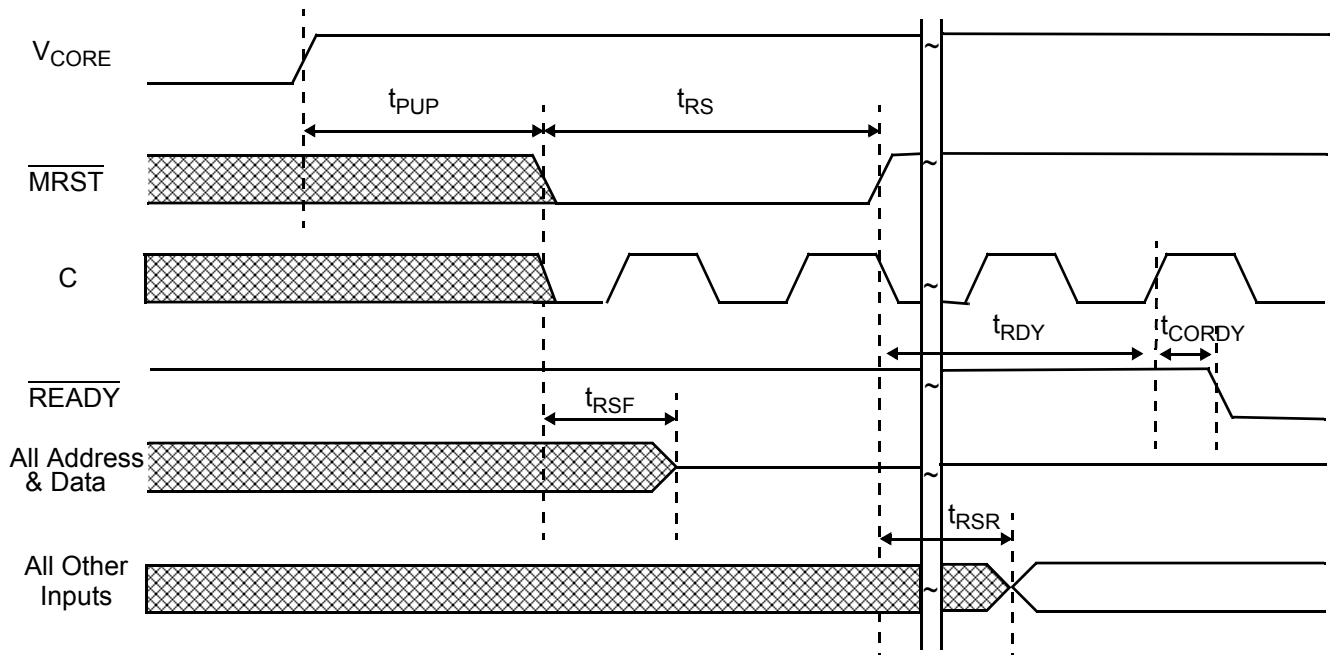 VCORE
tPUP
tRS
MRST
C
tRDY
tCORDY
READY
tRSF
All Address
& Data
tRSR
All Other
Inputs
~
~
~
~
~
~